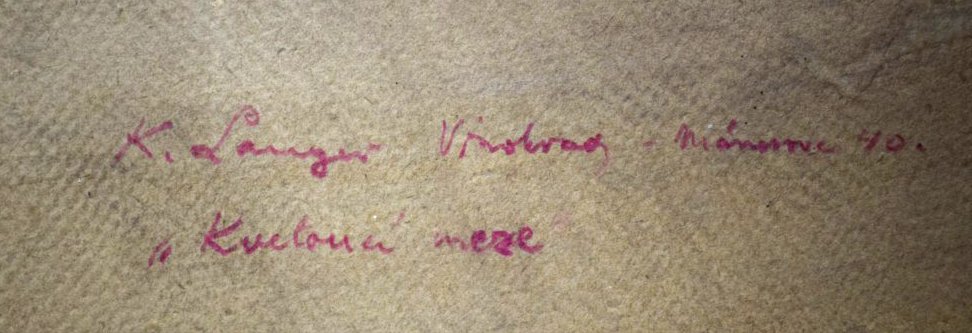 K. Langer Vinohrady - Mánesova 40.
„Kvetoucí meze"